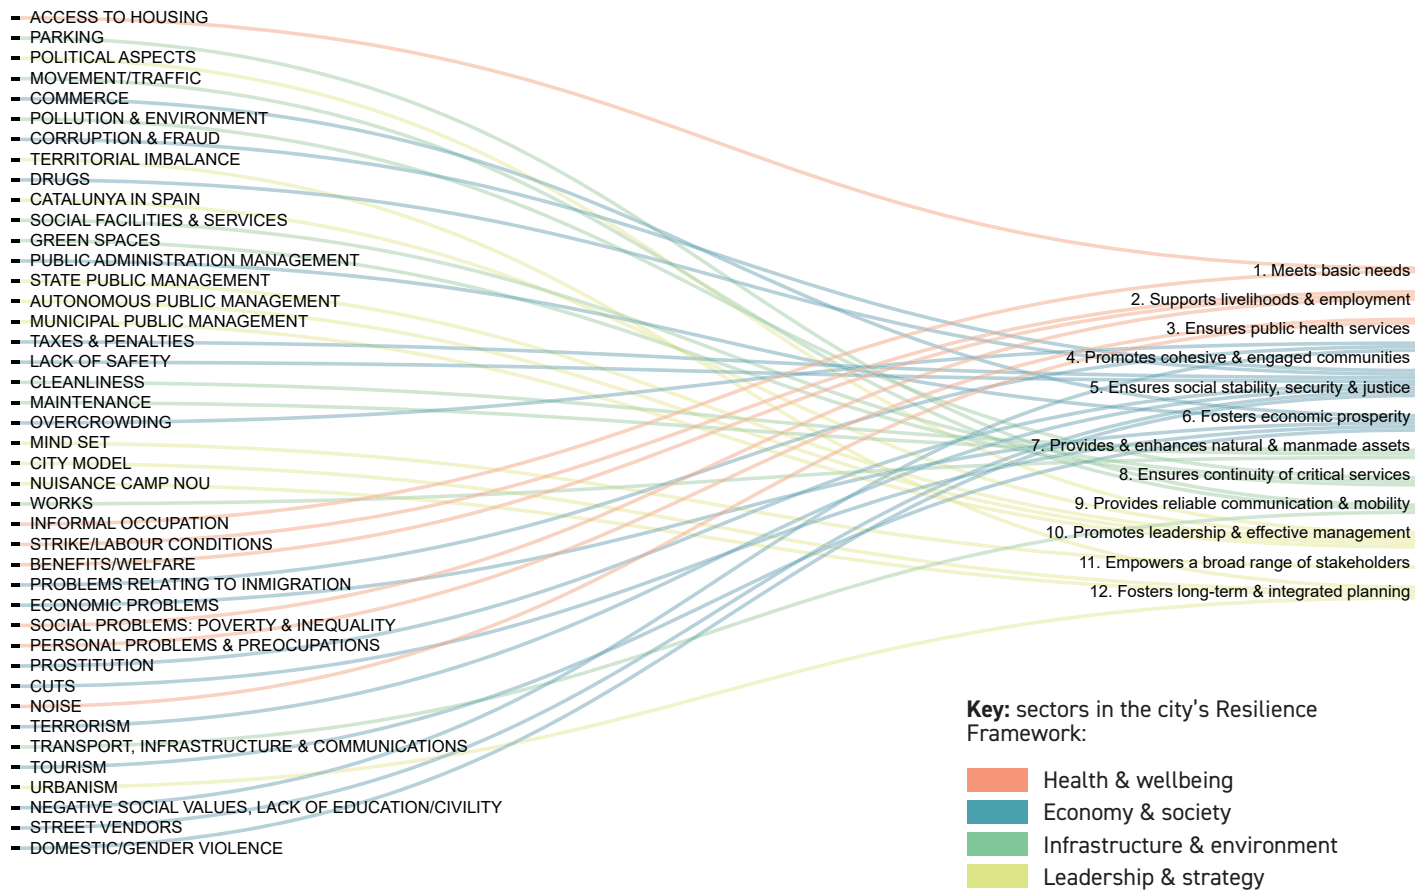 ACCESS TO HOUSING
PARKING
POLITICAL ASPECTS
MOVEMENT/TRAFFIC
COMMERCE
POLLUTION & ENVIRONMENT
CORRUPTION & FRAUD
TERRITORIAL IMBALANCE
DRUGS
CATALUNYA IN SPAIN
SOCIAL FACILITIES & SERVICES
GREEN SPACES
PUBLIC ADMINISTRATION MANAGEMENT
STATE PUBLIC MANAGEMENT
AUTONOMOUS PUBLIC MANAGEMENT
MUNICIPAL PUBLIC MANAGEMENT
TAXES & PENALTIES
LACK OF SAFETY
CLEANLINESS
MAINTENANCE
OVERCROWDING
MIND SET
CITY MODEL
NUISANCE CAMP NOU
WORKS
INFORMAL OCCUPATION
STRIKE/LABOUR CONDITIONS
BENEFITS/WELFARE
PROBLEMS RELATING TO INMIGRATION
ECONOMIC PROBLEMS
SOCIAL PROBLEMS: POVERTY & INEQUALITY
PERSONAL PROBLEMS & PREOCUPATIONS
PROSTITUTION
CUTS
NOISE
TERRORISM
TRANSPORT, INFRASTRUCTURE & COMMUNICATIONS
TOURISM
URBANISM
NEGATIVE SOCIAL VALUES, LACK OF EDUCATION/CIVILITY
STREET VENDORS
DOMESTIC/GENDER VIOLENCE
1. Meets basic needs
2. Supports livelihoods & employment
3. Ensures public health services
4. Promotes cohesive & engaged communities
5. Ensures social stability, security & justice
6. Fosters economic prosperity
7. Provides & enhances natural & manmade assets
8. Ensures continuity of critical services
9. Provides reliable communication & mobility
10. Promotes leadership & effective management
11. Empowers a broad range of stakeholders
12. Fosters long-term & integrated planning
Key: sectors in the city's Resilience
Framework:
Health & wellbeing
Economy & society
Infrastructure & environment
Leadership & strategy